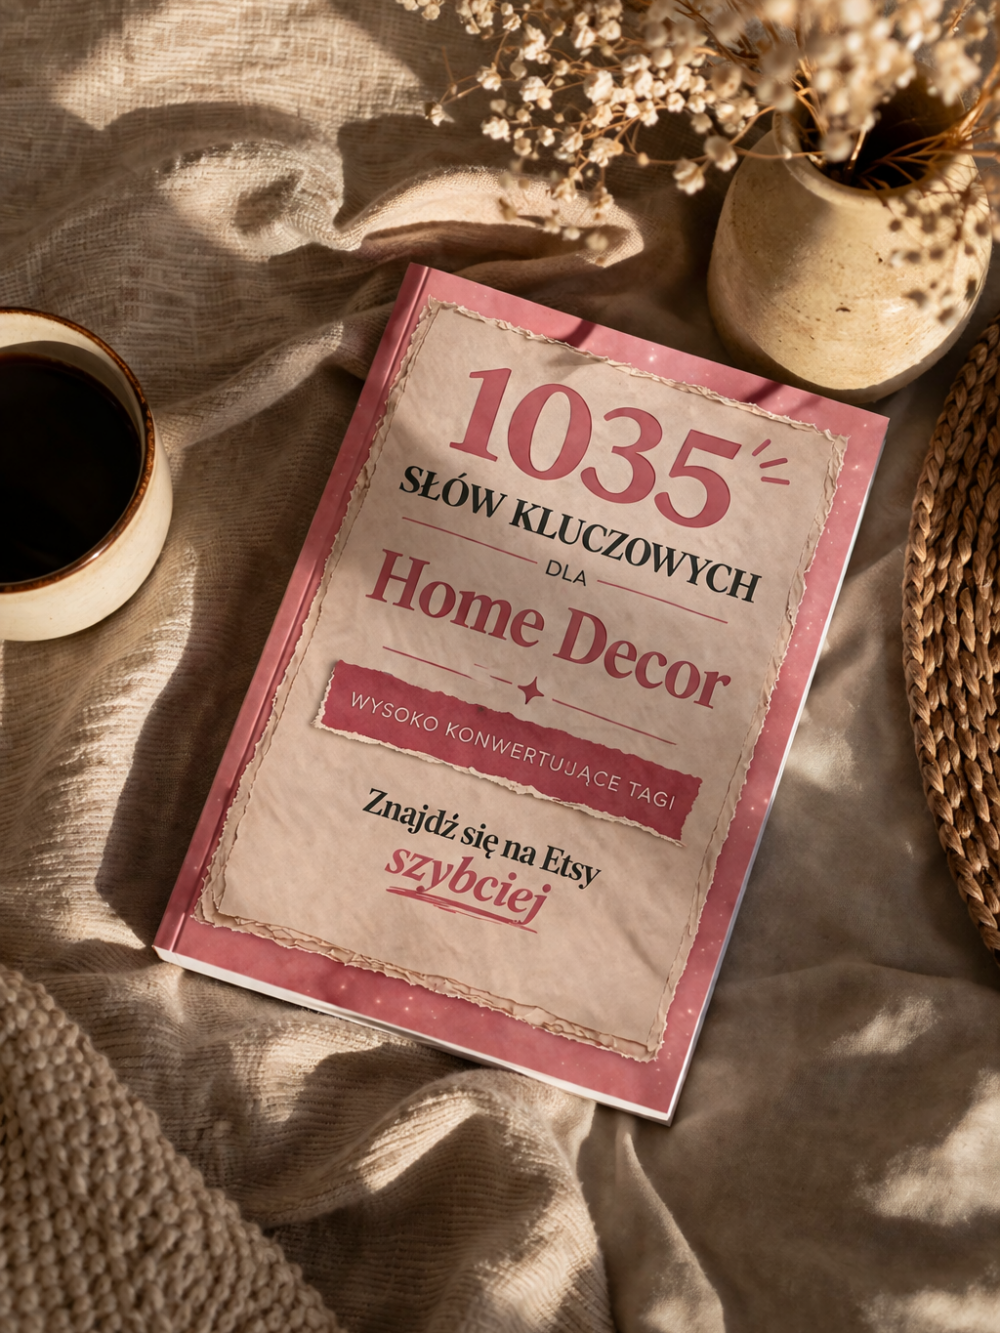 1035
SŁÓW KLUCZOWYCH
DLA
Home Decor
WYSOKO KONWERTUJĄCE TAGI
Znajdź się na Etsy
szybciej